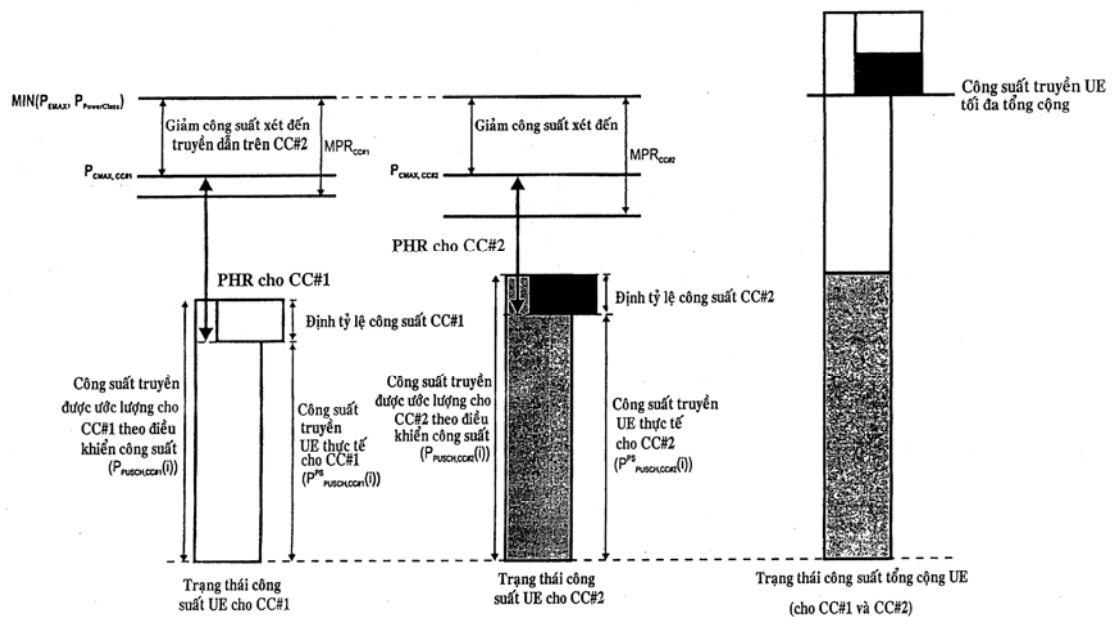 MIN(P_EMAX, P_PowerClass)
Giảm công suất xét đến
truyền dẫn trên CC#2
MPR_CC#1
P_CMAX,CC#1
PHR cho CC#1
Định tỷ lệ công suất CC#1
Công suất truyền
được ước lượng cho
CC#1 theo điều
khiển công suất
(P_PUSCH,CC#1(i))
Công suất
truyền
UE thực tế
cho CC#1
(P^PS_PUSCH,CC#1(i))
Trạng thái công
suất UE cho CC#1
Giảm công suất xét đến
MPR_CC#2
P_CMAX,CC#2
PHR cho CC#2
Định tỷ lệ công suất CC#2
Công suất truyền
được ước lượng cho
CC#2 theo điều
khiển công suất
(P_PUSCH,CC#2(i))
Công suất truyền
UE thực tế
cho CC#2
(P^PS_PUSCH,CC#2(i))
Trạng thái công
suất UE cho CC#2
Công suất truyền UE
tối đa tổng cộng
Trạng thái công suất tổng cộng UE
(cho CC#1 và CC#2)